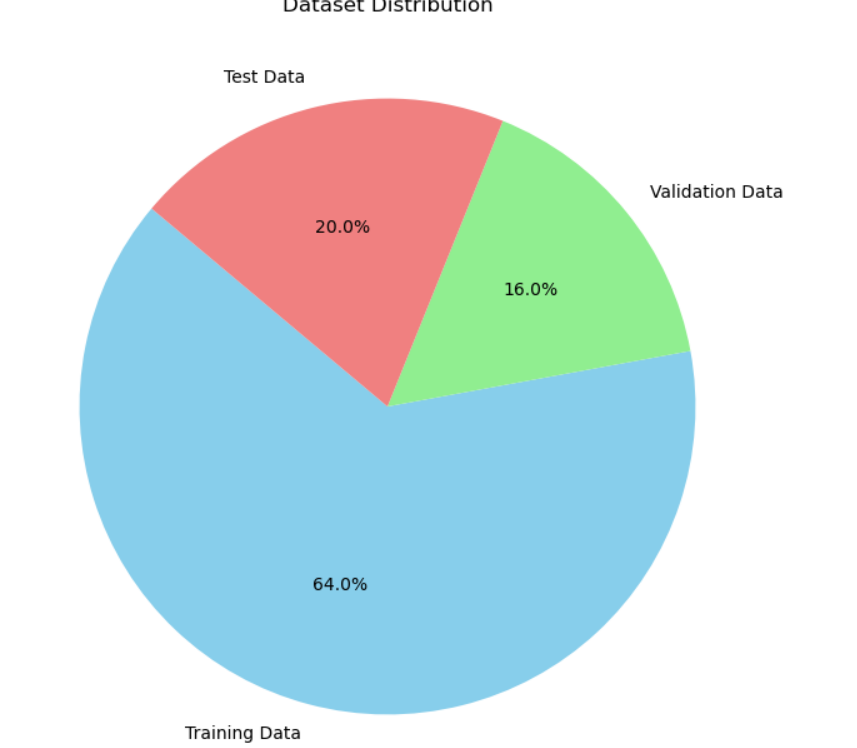 Dataset Distribution
Test Data
Validation Data
20.0%
16.0%
64.0%
Training Data